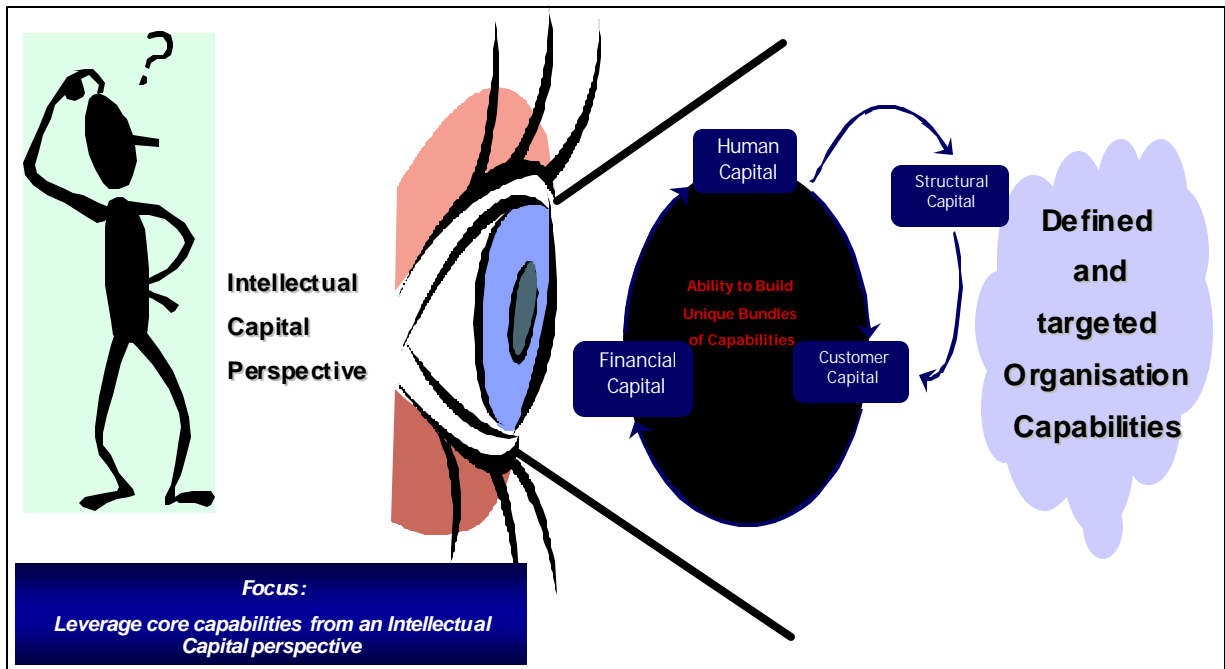 ?
Intellectual
Capital
Perspective
Human
Capital
Structural
Capital
Ability to Build
Unique Bundles
of Capabilities
Financial
Capital
Customer
Capital
Defined
and
targeted
Organisation
Capabilities
Focus:
Leverage core capabilities from an Intellectual
Capital perspective